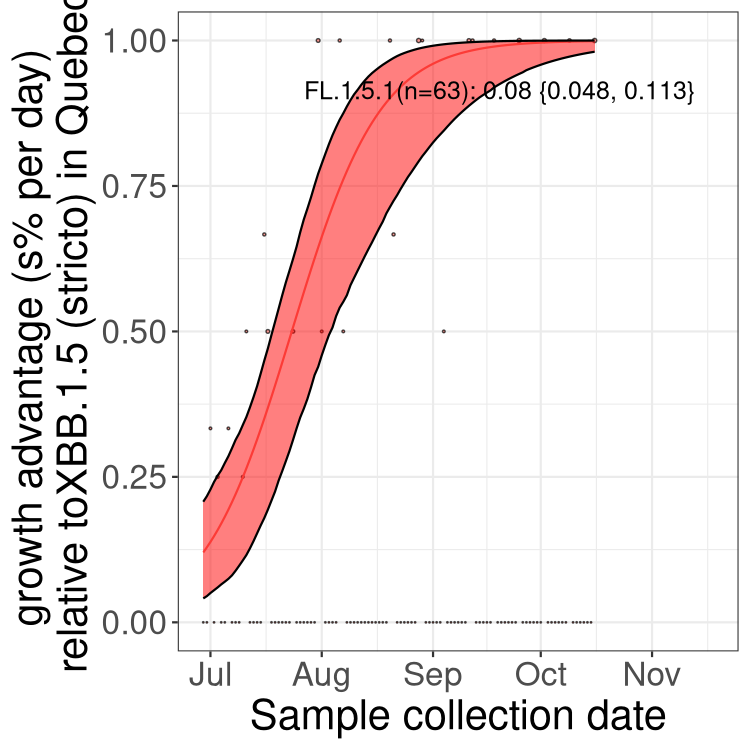 growth advantage (s% per day)
relative toXBB.1.5 (stricto) in Quebec
1.00
0.75
0.50
0.25
0.00
FL.1.5.1(n=63): 0.08 {0.048, 0.113}
Jul Aug Sep Oct Nov
Sample collection date